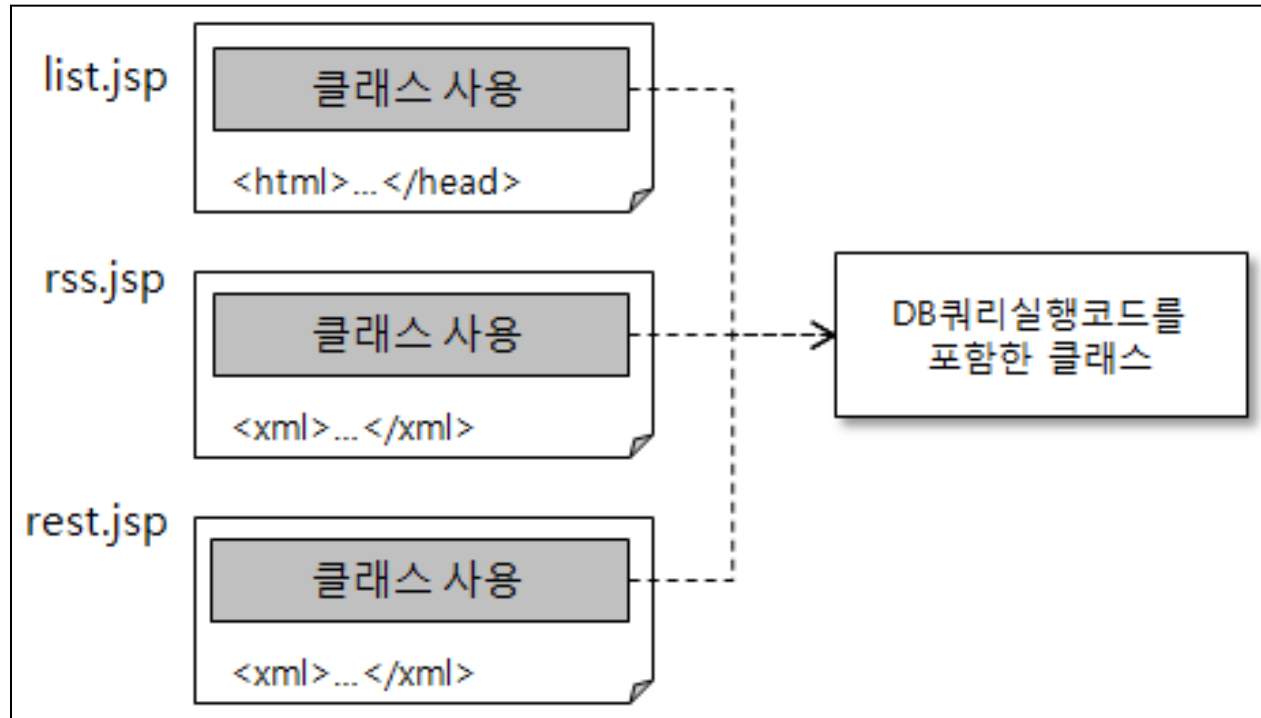 list.jsp
클래스 사용
<html>...</head>
rss.jsp
클래스 사용
<xml>...</xml>
rest.jsp
클래스 사용
<xml>...</xml>
DB쿼리실행코드를
포함한 클래스